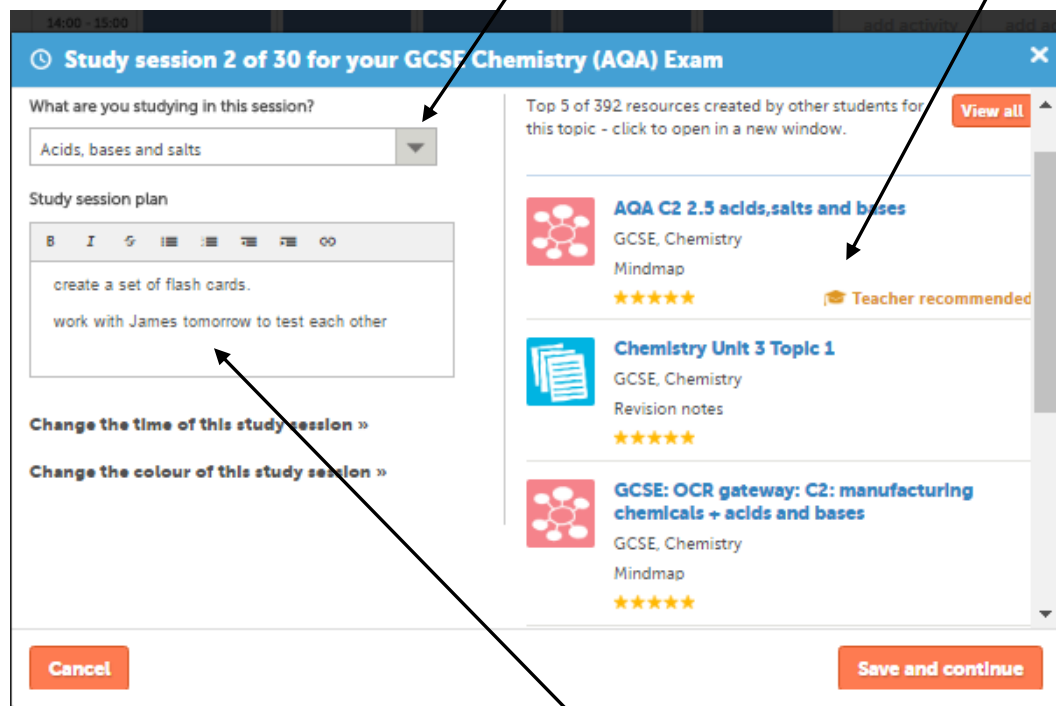 14:00 - 15:00
add activity
add ac
Study session 2 of 30 for your GCSE Chemistry (AQA) Exam
What are you studying in this session?
Acids, bases and salts
Study session plan
B I S
create a set of flash cards.
work with James tomorrow to test each other
Change the time of this study session »
Change the colour of this study session »
Top 5 of 392 resources created by other students for
this topic - click to open in a new window.
View all
AQA C2 2.5 acids,salts and bases
GCSE, Chemistry
Mindmap
Teacher recommended
Chemistry Unit 3 Topic 1
GCSE, Chemistry
Revision notes
GCSE: OCR gateway: C2: manufacturing
chemicals + acids and bases
GCSE, Chemistry
Mindmap
Cancel
Save and continue